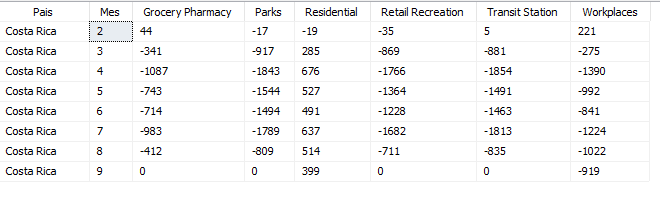 Pais Mes Grocery Pharmacy Parks Residential Retail Recreation Transit Station Workplaces
Costa Rica 2 44 -17 -19 -35 5 221
Costa Rica 3 -341 -917 285 -869 -881 -275
Costa Rica 4 -1087 -1843 676 -1766 -1854 -1390
Costa Rica 5 -743 -1544 527 -1364 -1491 -992
Costa Rica 6 -714 -1494 491 -1228 -1463 -841
Costa Rica 7 -983 -1789 637 -1682 -1813 -1224
Costa Rica 8 -412 -809 514 -711 -835 -1022
Costa Rica 9 0 0 399 0 0 -919